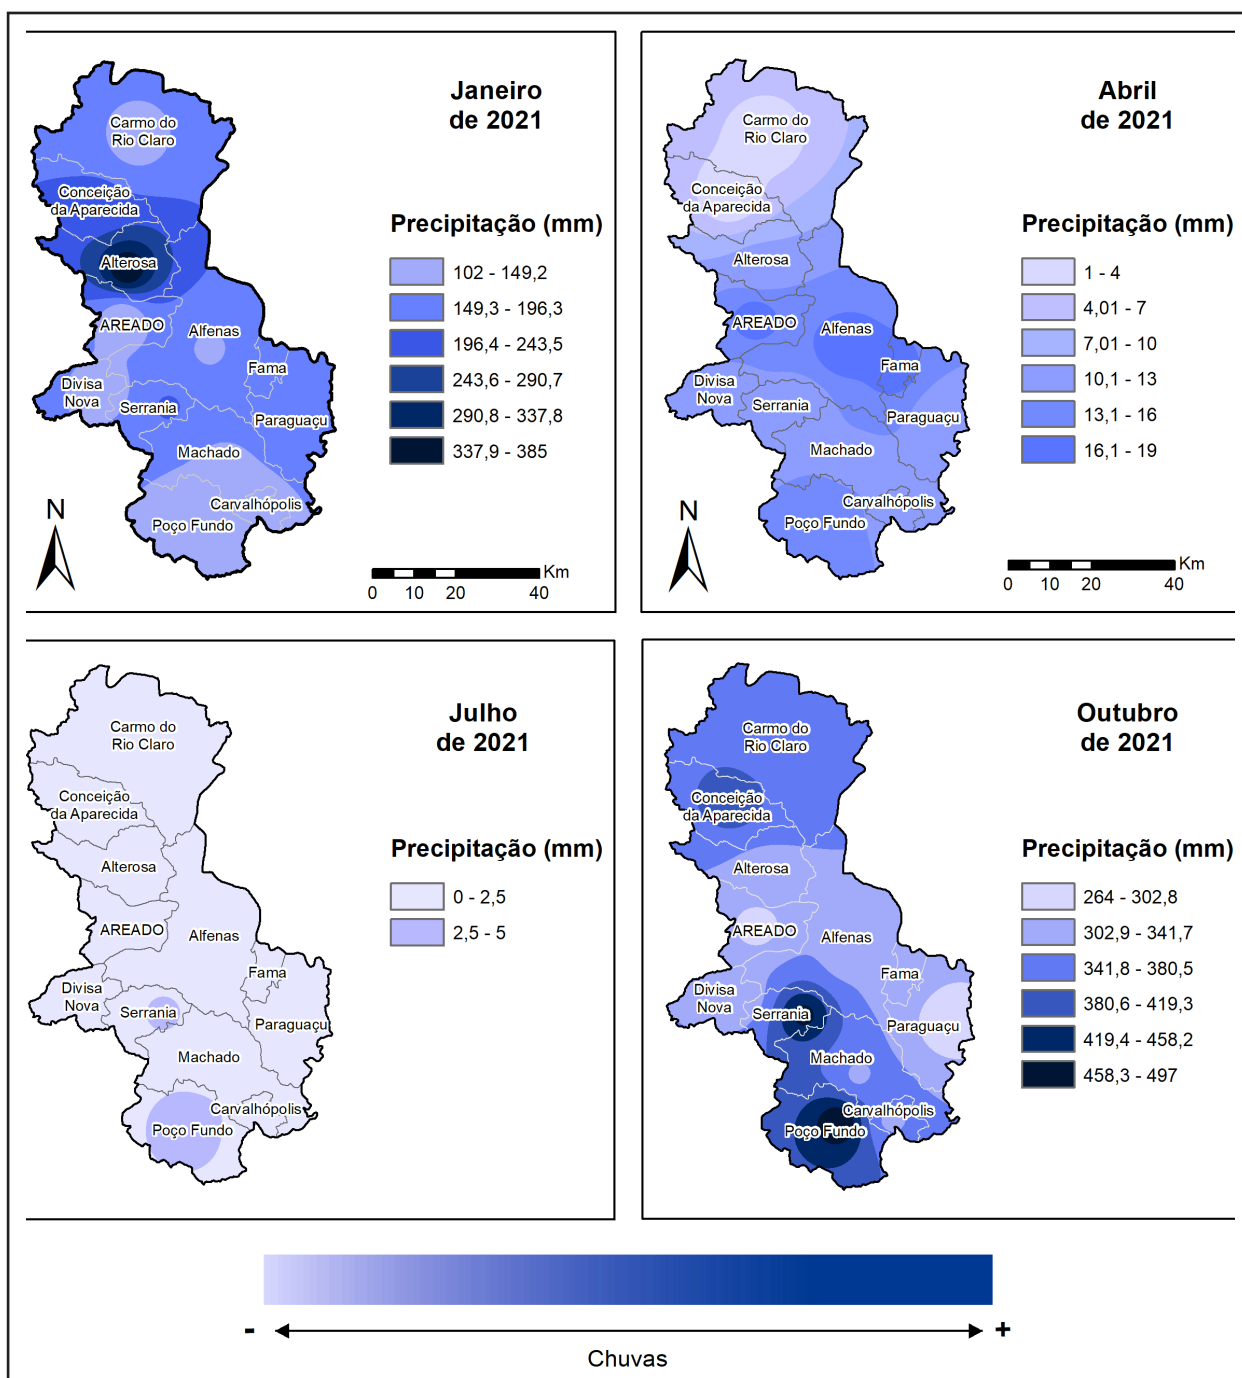 Janeiro
de 2021
Carmo do
Rio Claro
Conceição
da Aparecida
Alterosa
AREADO
Alfenas
Fama
Divisa
Nova
Serrania
Paraguaçu
Machado
Carvalhópolis
Poço Fundo
Precipitação (mm)
102 - 149,2
149,3 - 196,3
196,4 - 243,5
243,6 - 290,7
290,8 - 337,8
337,9 - 385
N
Km
0 10 20 40
Abril
de 2021
Carmo do
Rio Claro
Conceição
da Aparecida
Alterosa
AREADO
Alfenas
Fama
Divisa
Nova
Serrania
Paraguaçu
Machado
Carvalhópolis
Poço Fundo
Precipitação (mm)
1 - 4
4,01 - 7
7,01 - 10
10,1 - 13
13,1 - 16
16,1 - 19
N
Km
0 10 20 40
Julho
de 2021
Carmo do
Rio Claro
Conceição
da Aparecida
Alterosa
AREADO
Alfenas
Fama
Divisa
Nova
Serrania
Paraguaçu
Machado
Carvalhópolis
Poço Fundo
Precipitação (mm)
0 - 2,5
2,5 - 5
Outubro
de 2021
Carmo do
Rio Claro
Conceição
da Aparecida
Alterosa
AREADO
Alfenas
Fama
Divisa
Nova
Serrania
Paraguaçu
Machado
Carvalhópolis
Poço Fundo
Precipitação (mm)
264 - 302,8
302,9 - 341,7
341,8 - 380,5
380,6 - 419,3
419,4 - 458,2
458,3 - 497
- +
Chuvas